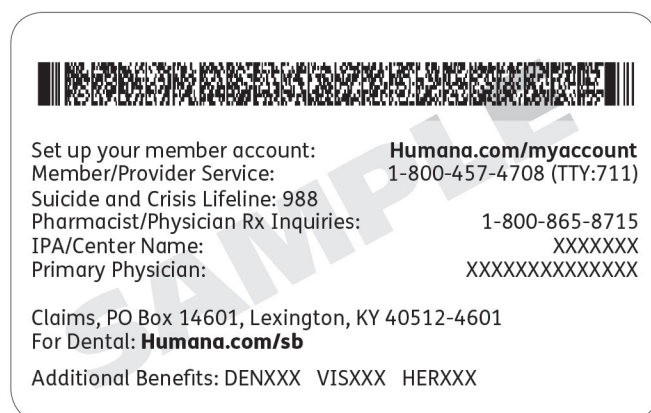 Set up your member account: Humana.com/myaccount
Member/Provider Service: 1-800-457-4708 (TTY:711)
Suicide and Crisis Lifeline: 988
Pharmacist/Physician Rx Inquiries: 1-800-865-8715
IPA/Center Name: XXXXXXX
Primary Physician: XXXXXXXXXXXXXX
Claims, PO Box 14601, Lexington, KY 40512-4601
For Dental: Humana.com/sb
Additional Benefits: DENXXX VISXXX HERXXX
SAMPLE